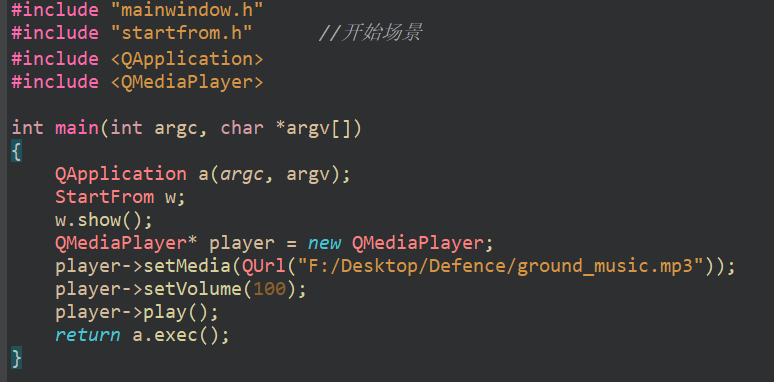 #include "mainwindow.h"
#include "startfrom.h"      //开始场景
#include <QApplication>
#include <QMediaPlayer>

int main(int argc, char *argv[])
{
    QApplication a(argc, argv);
    StartFrom w;
    w.show();
    QMediaPlayer* player = new QMediaPlayer;
    player->setMedia(QUrl("F:/Desktop/Defence/ground_music.mp3"));
    player->setVolume(100);
    player->play();
    return a.exec();
}